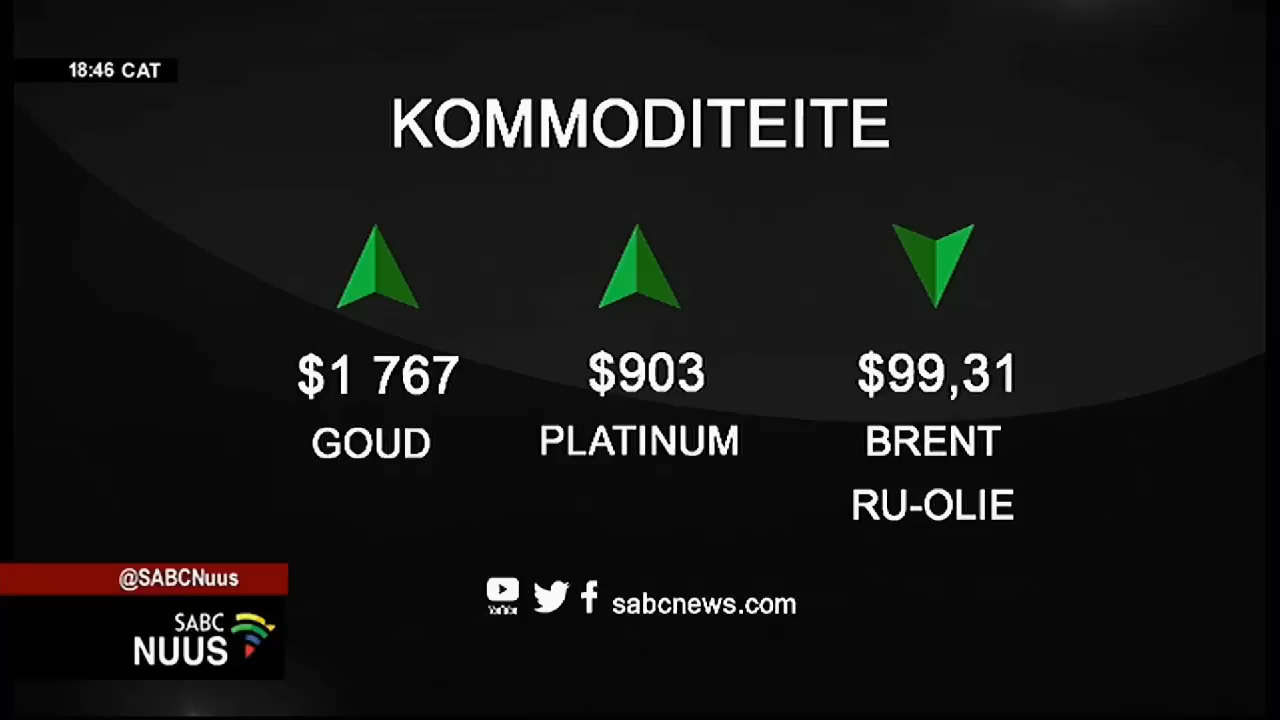 18:46 CAT
KOMMODITEITE
$1 767
$903
$99,31
GOUD
PLATINUM
BRENT
RU-OLIE
@SABCNuus
sabcnews.com
SABC
NUUS